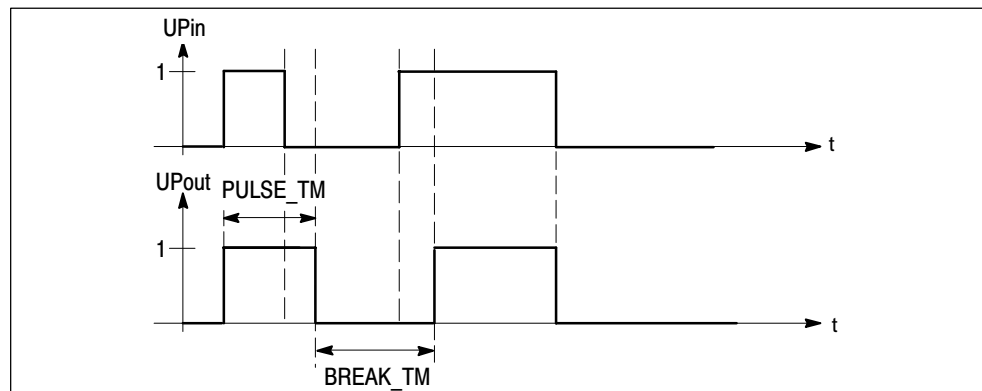 UPin
1
t
UPout
PULSE_TM
1
t
BREAK_TM